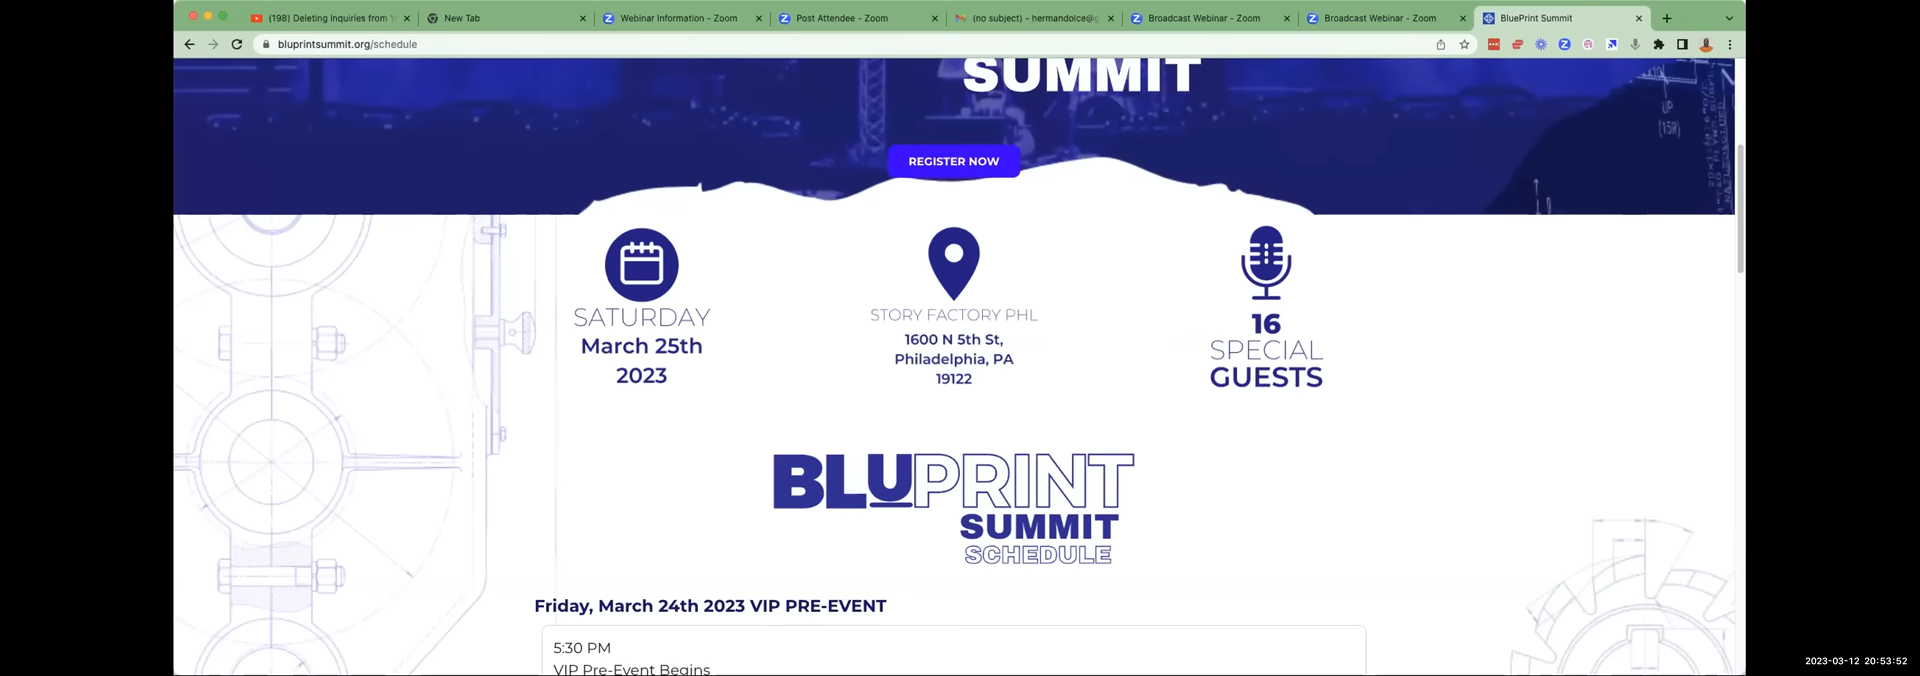 (198) Deleting Inquiries from
New Tab
Webinar Information - Zoom
Post Attendee - Zoom
(no subject) - hermandolce@g
Broadcast Webinar - Zoom
Broadcast Webinar - Zoom
BluePrint Summit
bluprintsummit.org/schedule
SUMMIT
UP
(15R)
REGISTER NOW
SATURDAY
March 25th
2023
STORY FACTORY PHL
1600 N 5th St,
Philadelphia, PA
19122
16
SPECIAL
GUESTS
BLUPRINT
SUMMIT
SCHEDULE
Friday, March 24th 2023 VIP PRE-EVENT
5:30 PM
VIP Pre-Event Begins
2023-03-12 20:53:52